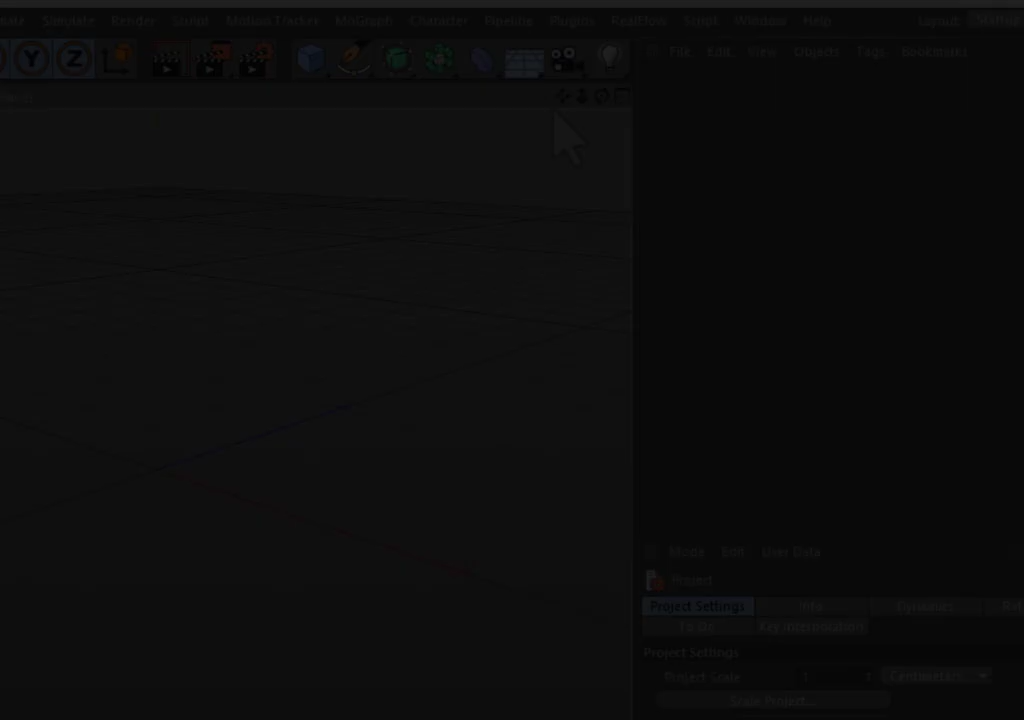 Simulate Render Sculpt Motion Tracker MoGraph Character Pipeline Plugins RealFlow Script Window Help Layout: Startup
Y Z
File Edit View Objects Tags Bookmarks
Mode Edit User Data
Project
Project Settings Info Dynamics
To Do Key Interpolation
Project Settings
Project Scale 1 Centimeters
Scale Project...